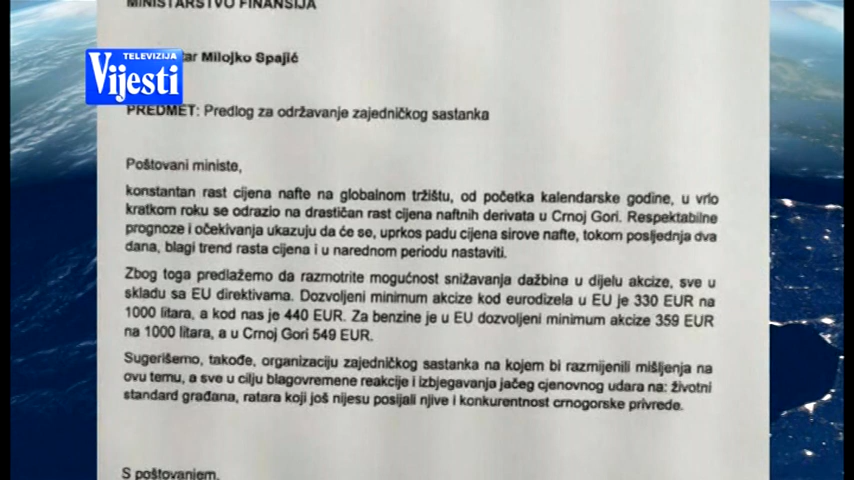 MINISTARSTVO FINANSIJA
TELEVIZIJA
Vijesti
Milojko Spajić
PREDMET: Predlog za održavanje zajedničkog sastanka
Poštovani ministe,
konstantan rast cijena nafte na globalnom tržištu, od početka kalendarske godine, u vrlo
kratkom roku se odrazio na drastičan rast cijena naftnih derivata u Crnoj Gori. Respektabilne
prognoze i očekivanja ukazuju da će se, uprkos padu cijena sirove nafte, tokom posljednja dva
dana, blagi trend rasta cijena i u narednom periodu nastaviti.
Zbog toga predlažemo da razmotrite mogućnost snižavanja dažbina u dijelu akcize, sve u
skladu sa EU direktivama. Dozvoljeni minimum akcize kod eurodizela u EU je 330 EUR na
1000 litara, a kod nas je 440 EUR. Za benzine je u EU dozvoljeni minimum akcize 359 EUR
na 1000 litara, a u Crnoj Gori 549 EUR.
Sugerišemo, takođe, organizaciju zajedničkog sastanka na kojem bi razmijenili mišljenja na
ovu temu, a sve u cilju blagovremene reakcije i izbjegavanja jačeg cjenovnog udara na: životni
standard građana, ratara koji još nijesu posijali njive i konkurentnost crnogorske privrede.
S poštovanjem,